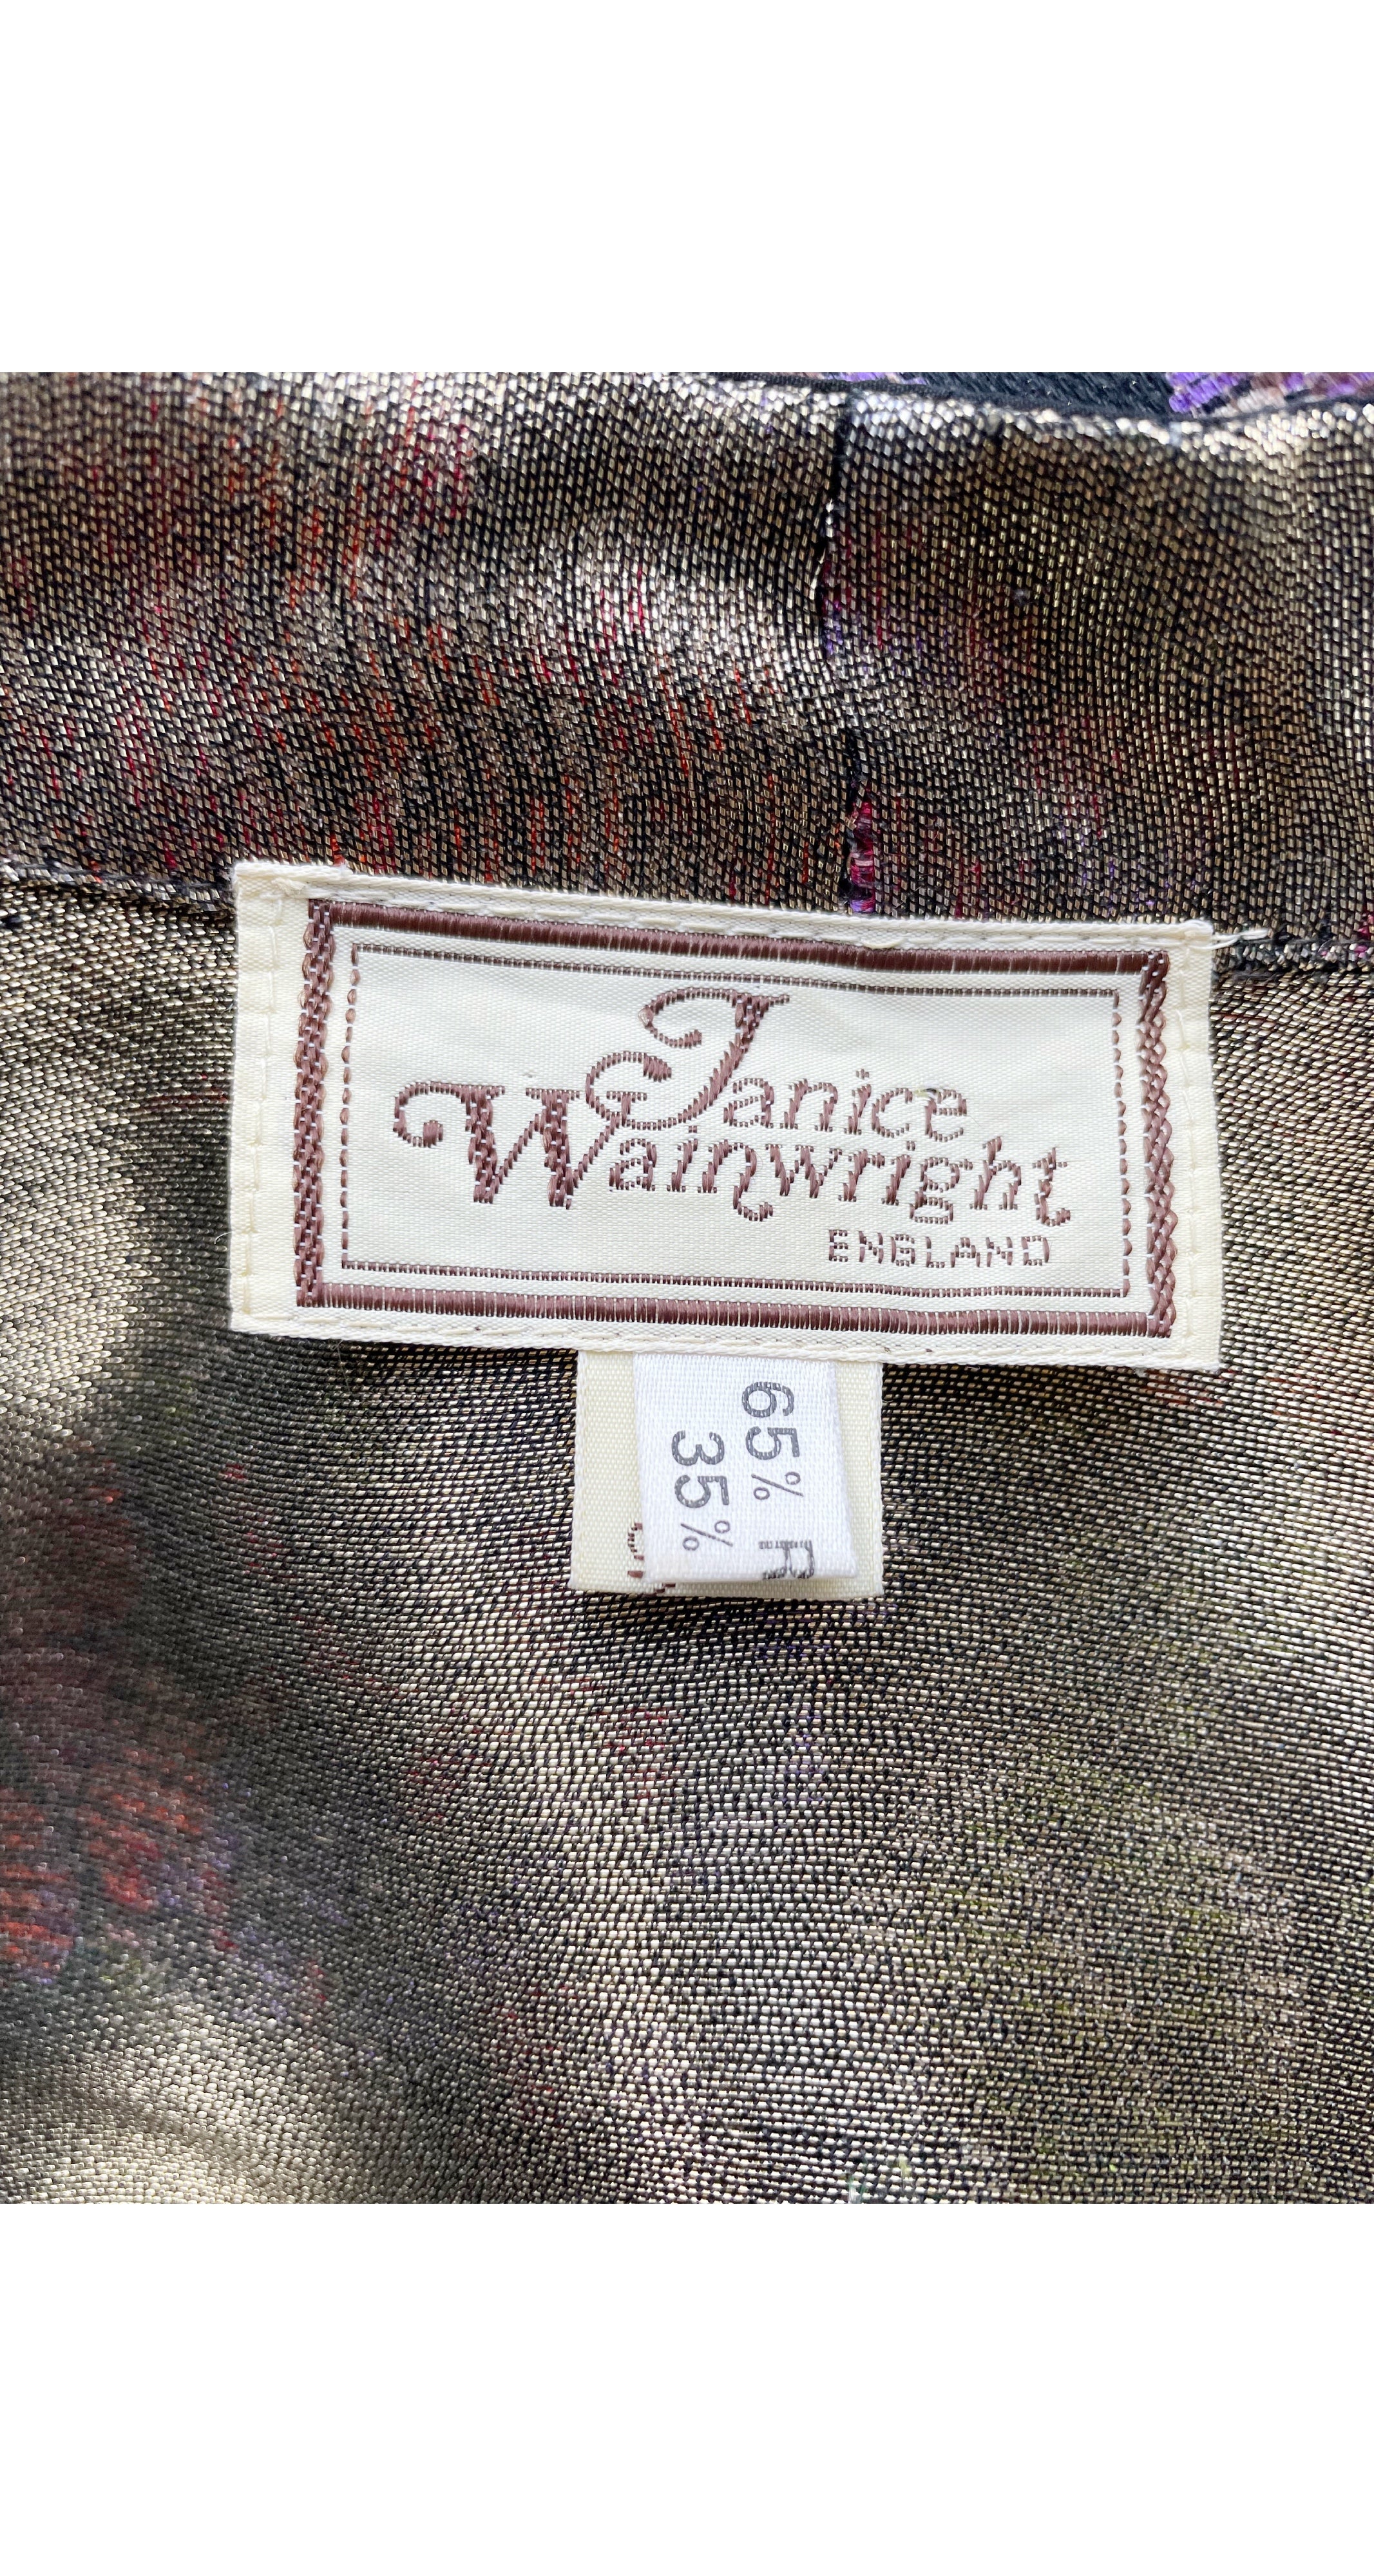 Janice
Wainwright
ENGLAND
65% R
35%